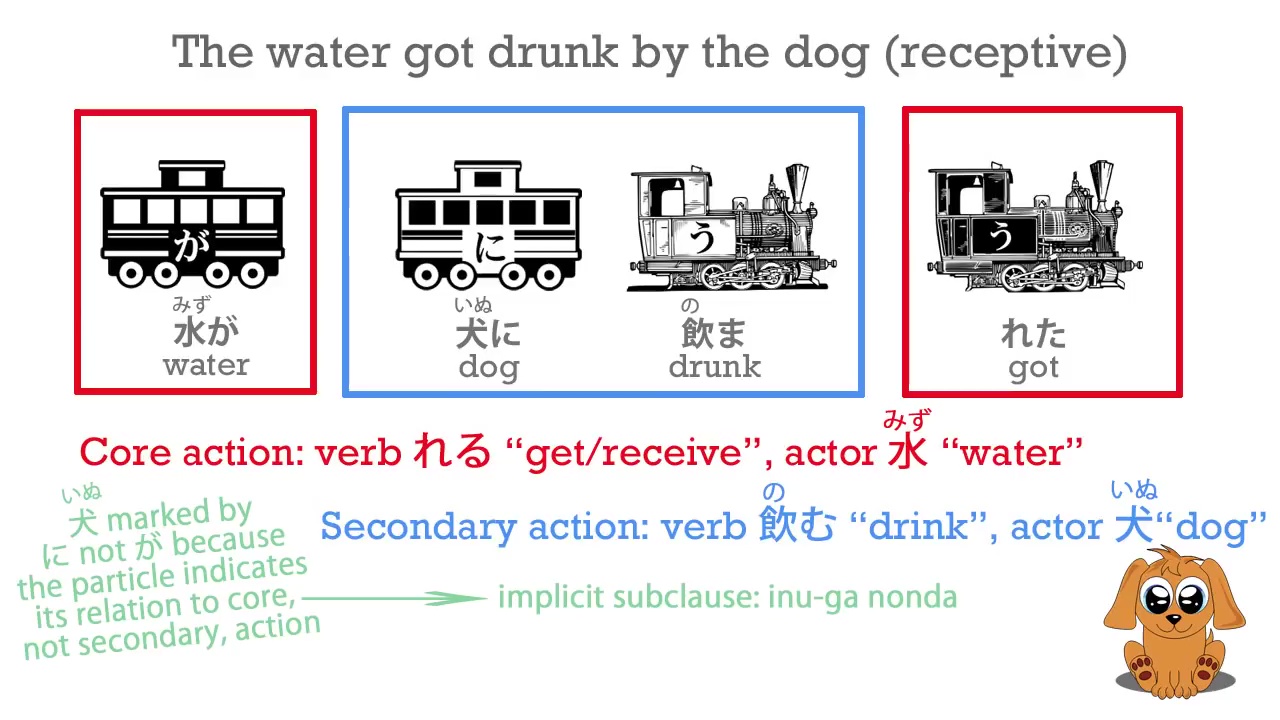 The water got drunk by the dog (receptive)
が
に
う
う
みず
水が
water
いぬ
犬に
dog
の
飲ま
drunk
れた
got
みず
Core action: verb れる “get/receive”, actor 水 “water”
の いぬ
Secondary action: verb 飲む “drink”, actor 犬“dog”
いぬ
犬 marked by
に not が because
the particle indicates
its relation to core,
not secondary, action
implicit subclause: inu-ga nonda